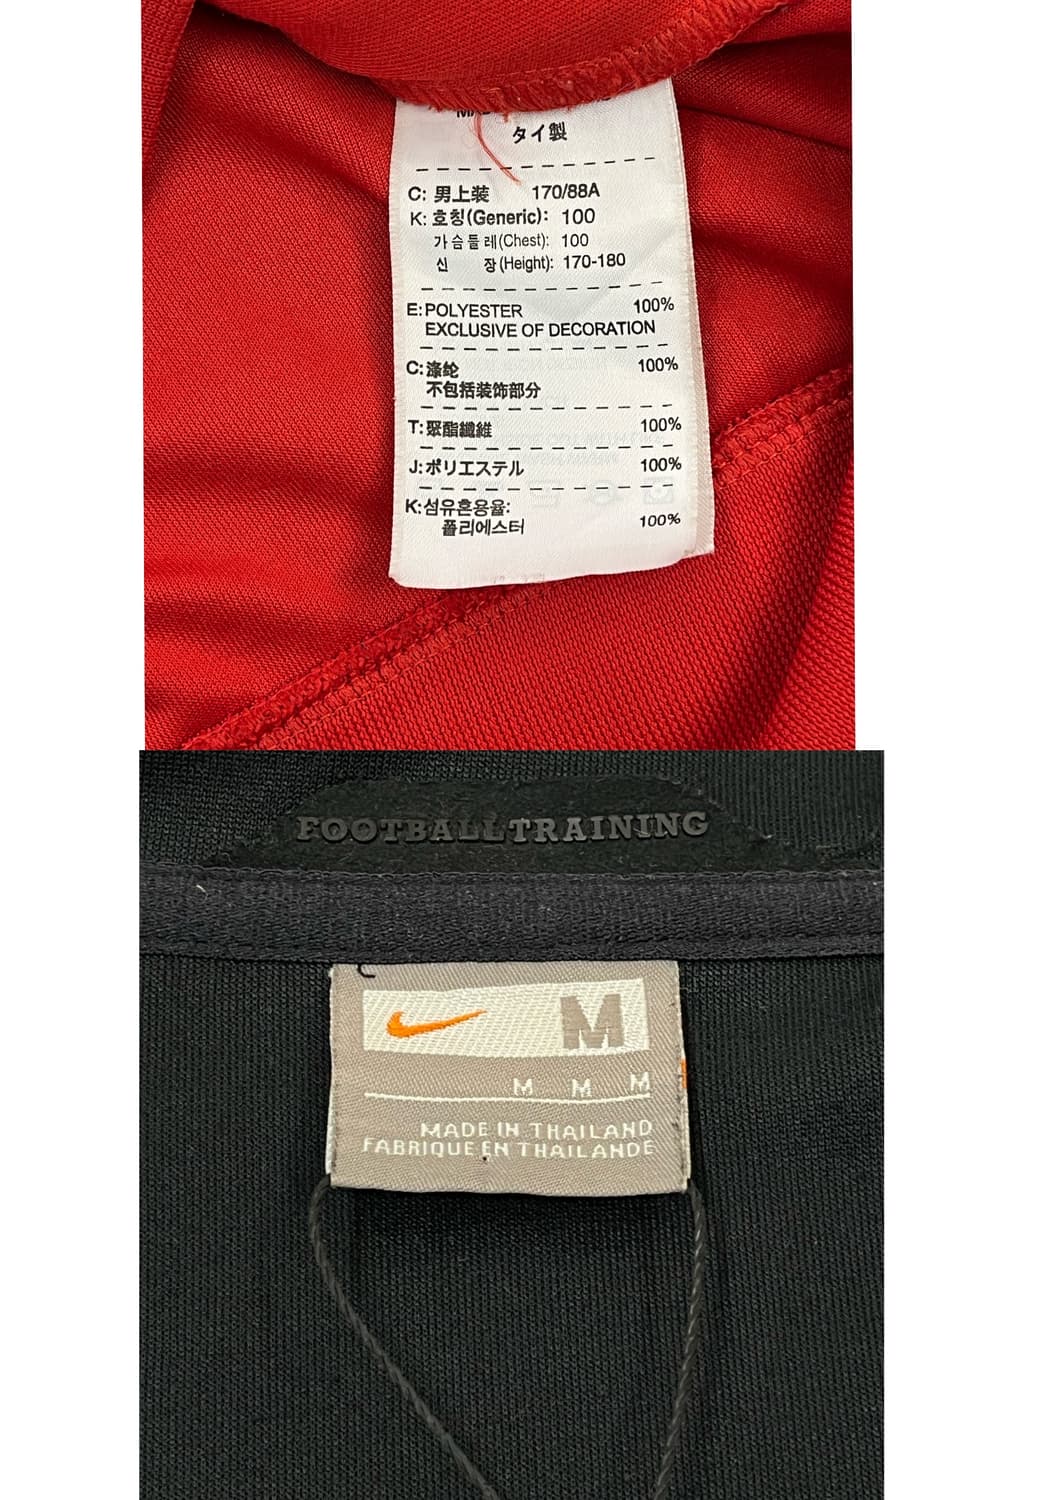 タイ製
C: 男上装 170/88A
K: 호칭(Generic): 100
가슴들레(Chest): 100
신 장(Height): 170-180
E: POLYESTER 100%
EXCLUSIVE OF DECORATION
C: 涤纶 100%
不包括装饰部分
T: 聚酯纖維 100%
J: ポリエステル 100%
K: 섬유혼용율:
폴리에스터 100%
FOOTBALL TRAINING
M
M M M
MADE IN THAILAND
FABRIQUE EN THAILANDE